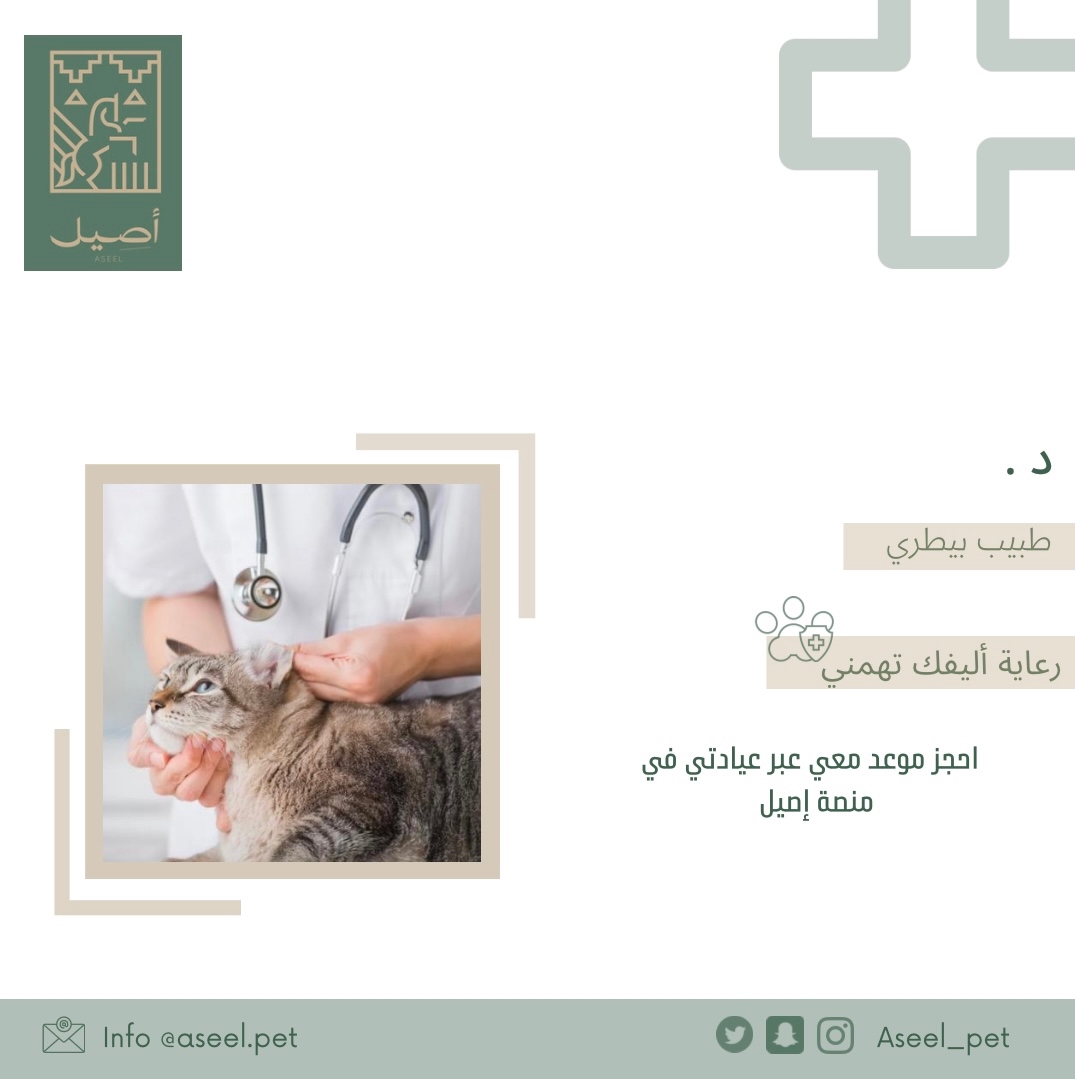 أصيل
ASEEL
د .
طبيب بيطري
رعاية أليفك تهمني
احجز موعد معي عبر عيادتي في
منصة إصيل
Info @aseel.pet
Aseel_pet